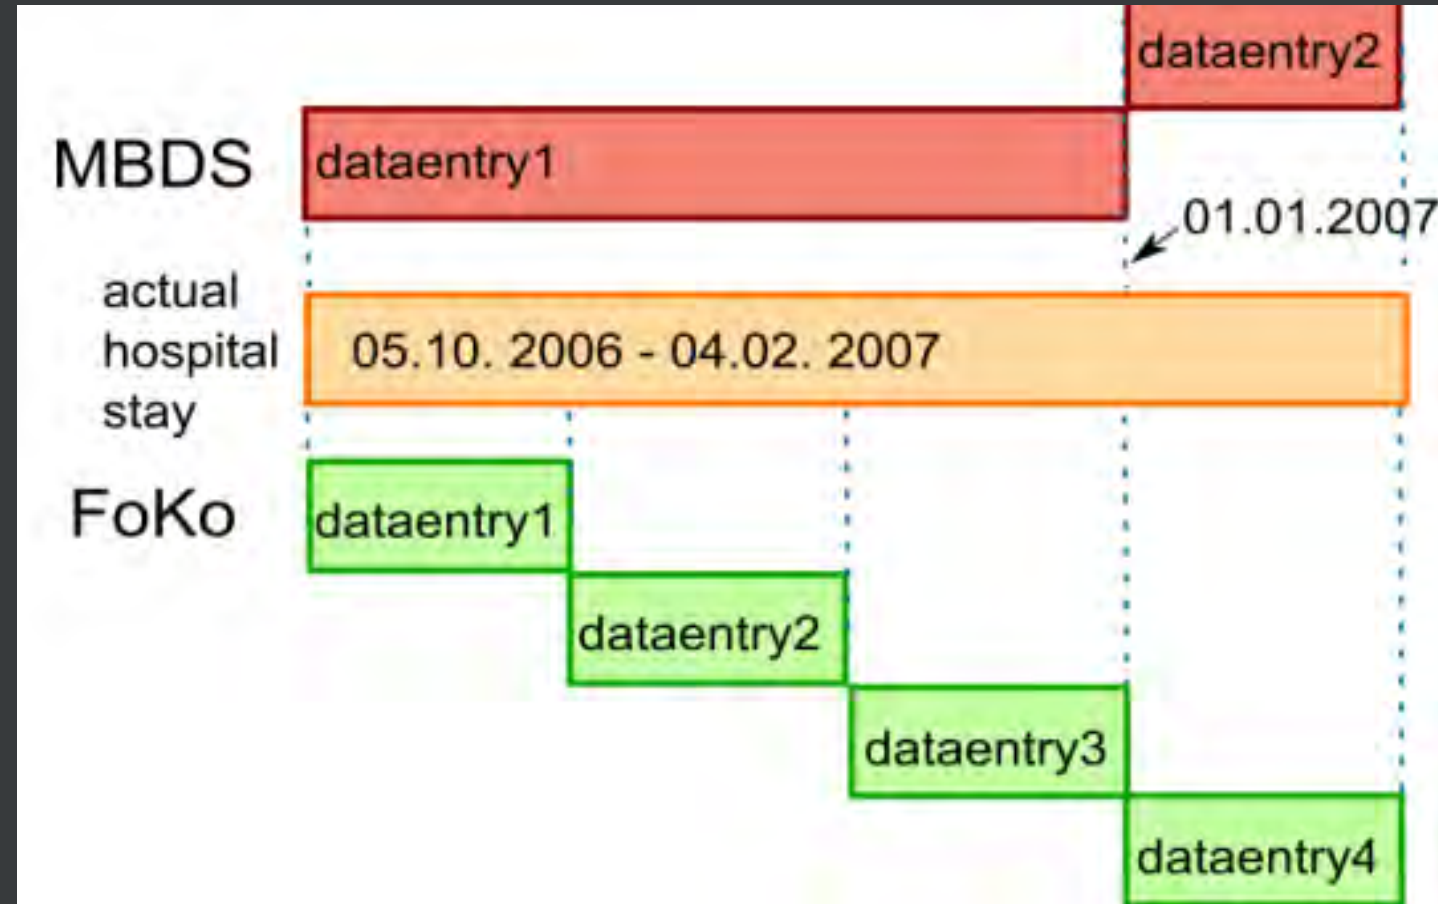 dataentry2
MBDS
dataentry1
01.01.2007
actual
hospital
stay
05.10. 2006 - 04.02. 2007
FoKo
dataentry1
dataentry2
dataentry3
dataentry4